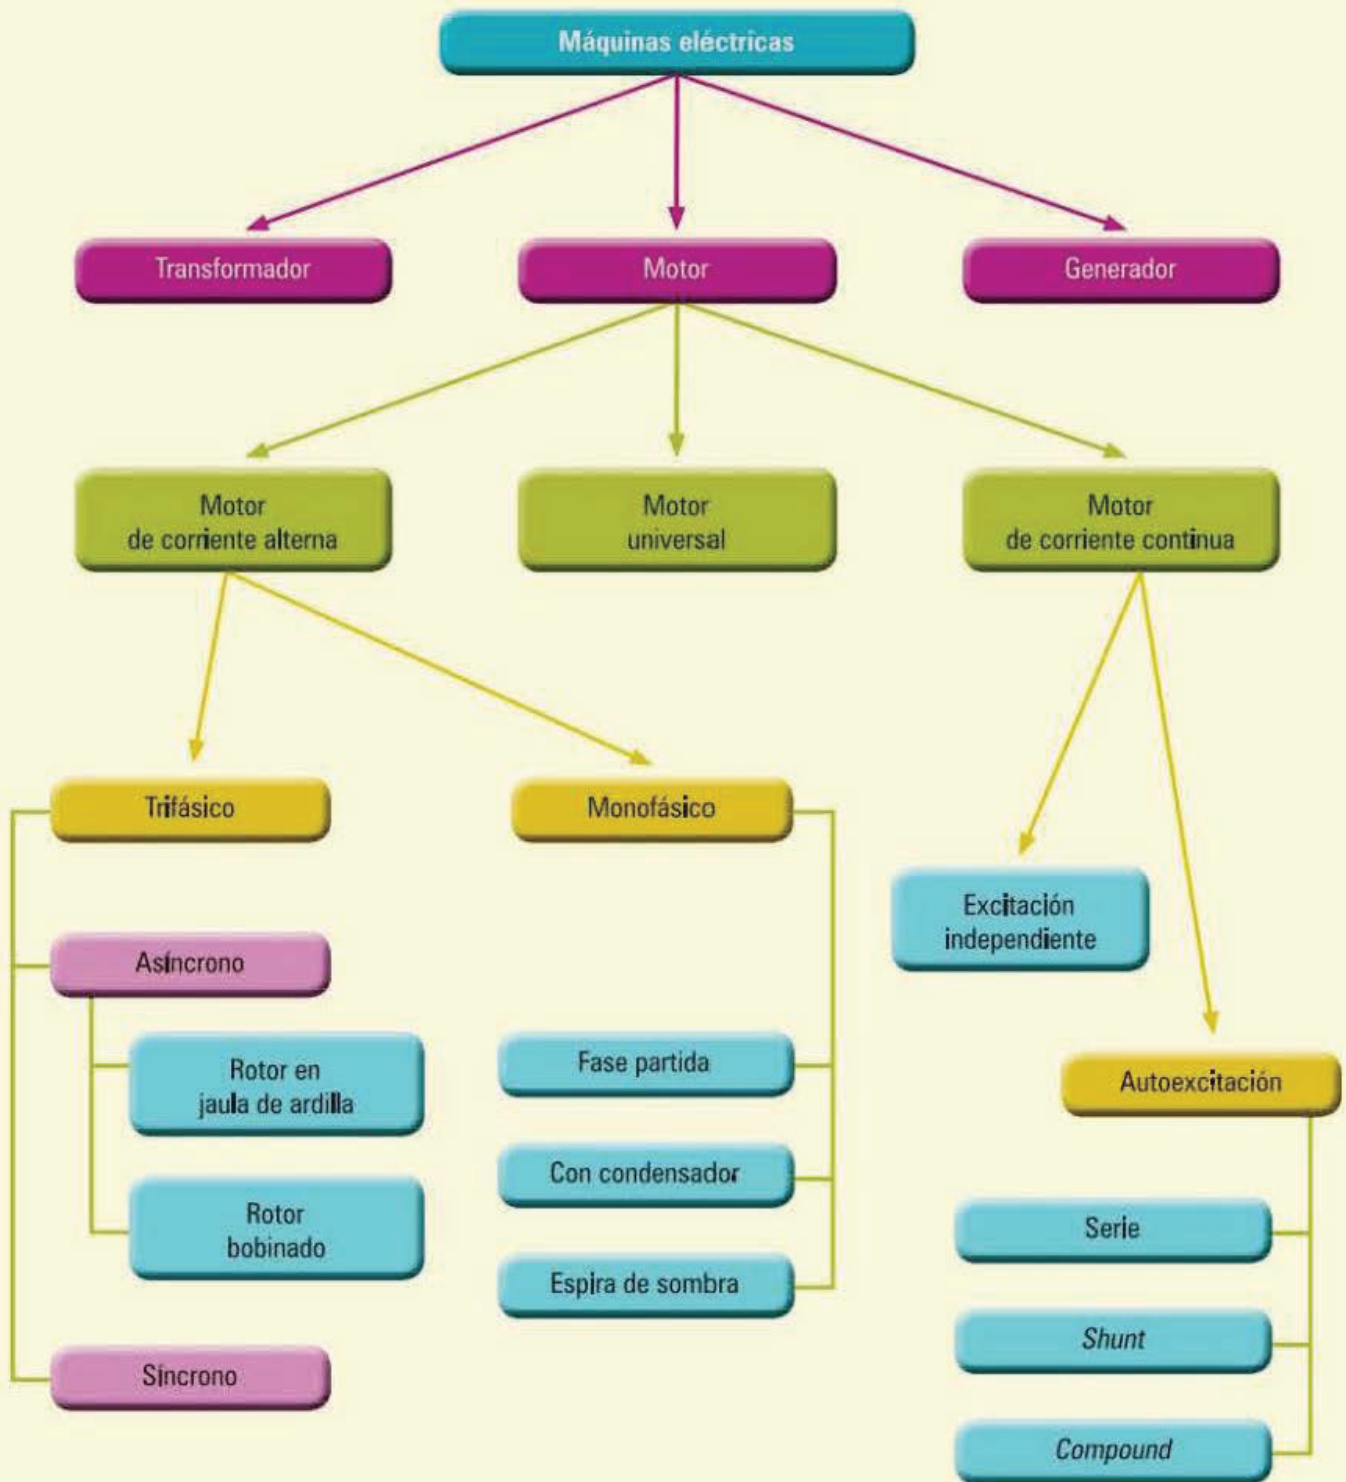 Máquinas eléctricas
Transformador
Motor
Generador
Motor
de corriente alterna
Motor
universal
Motor
de corriente continua
Trifásico
Monofásico
Excitación
independiente
Asíncrono
Rotor en
jaula de ardilla
Rotor
bobinado
Síncrono
Fase partida
Con condensador
Espira de sombra
Autoexcitación
Serie
Shunt
Compound